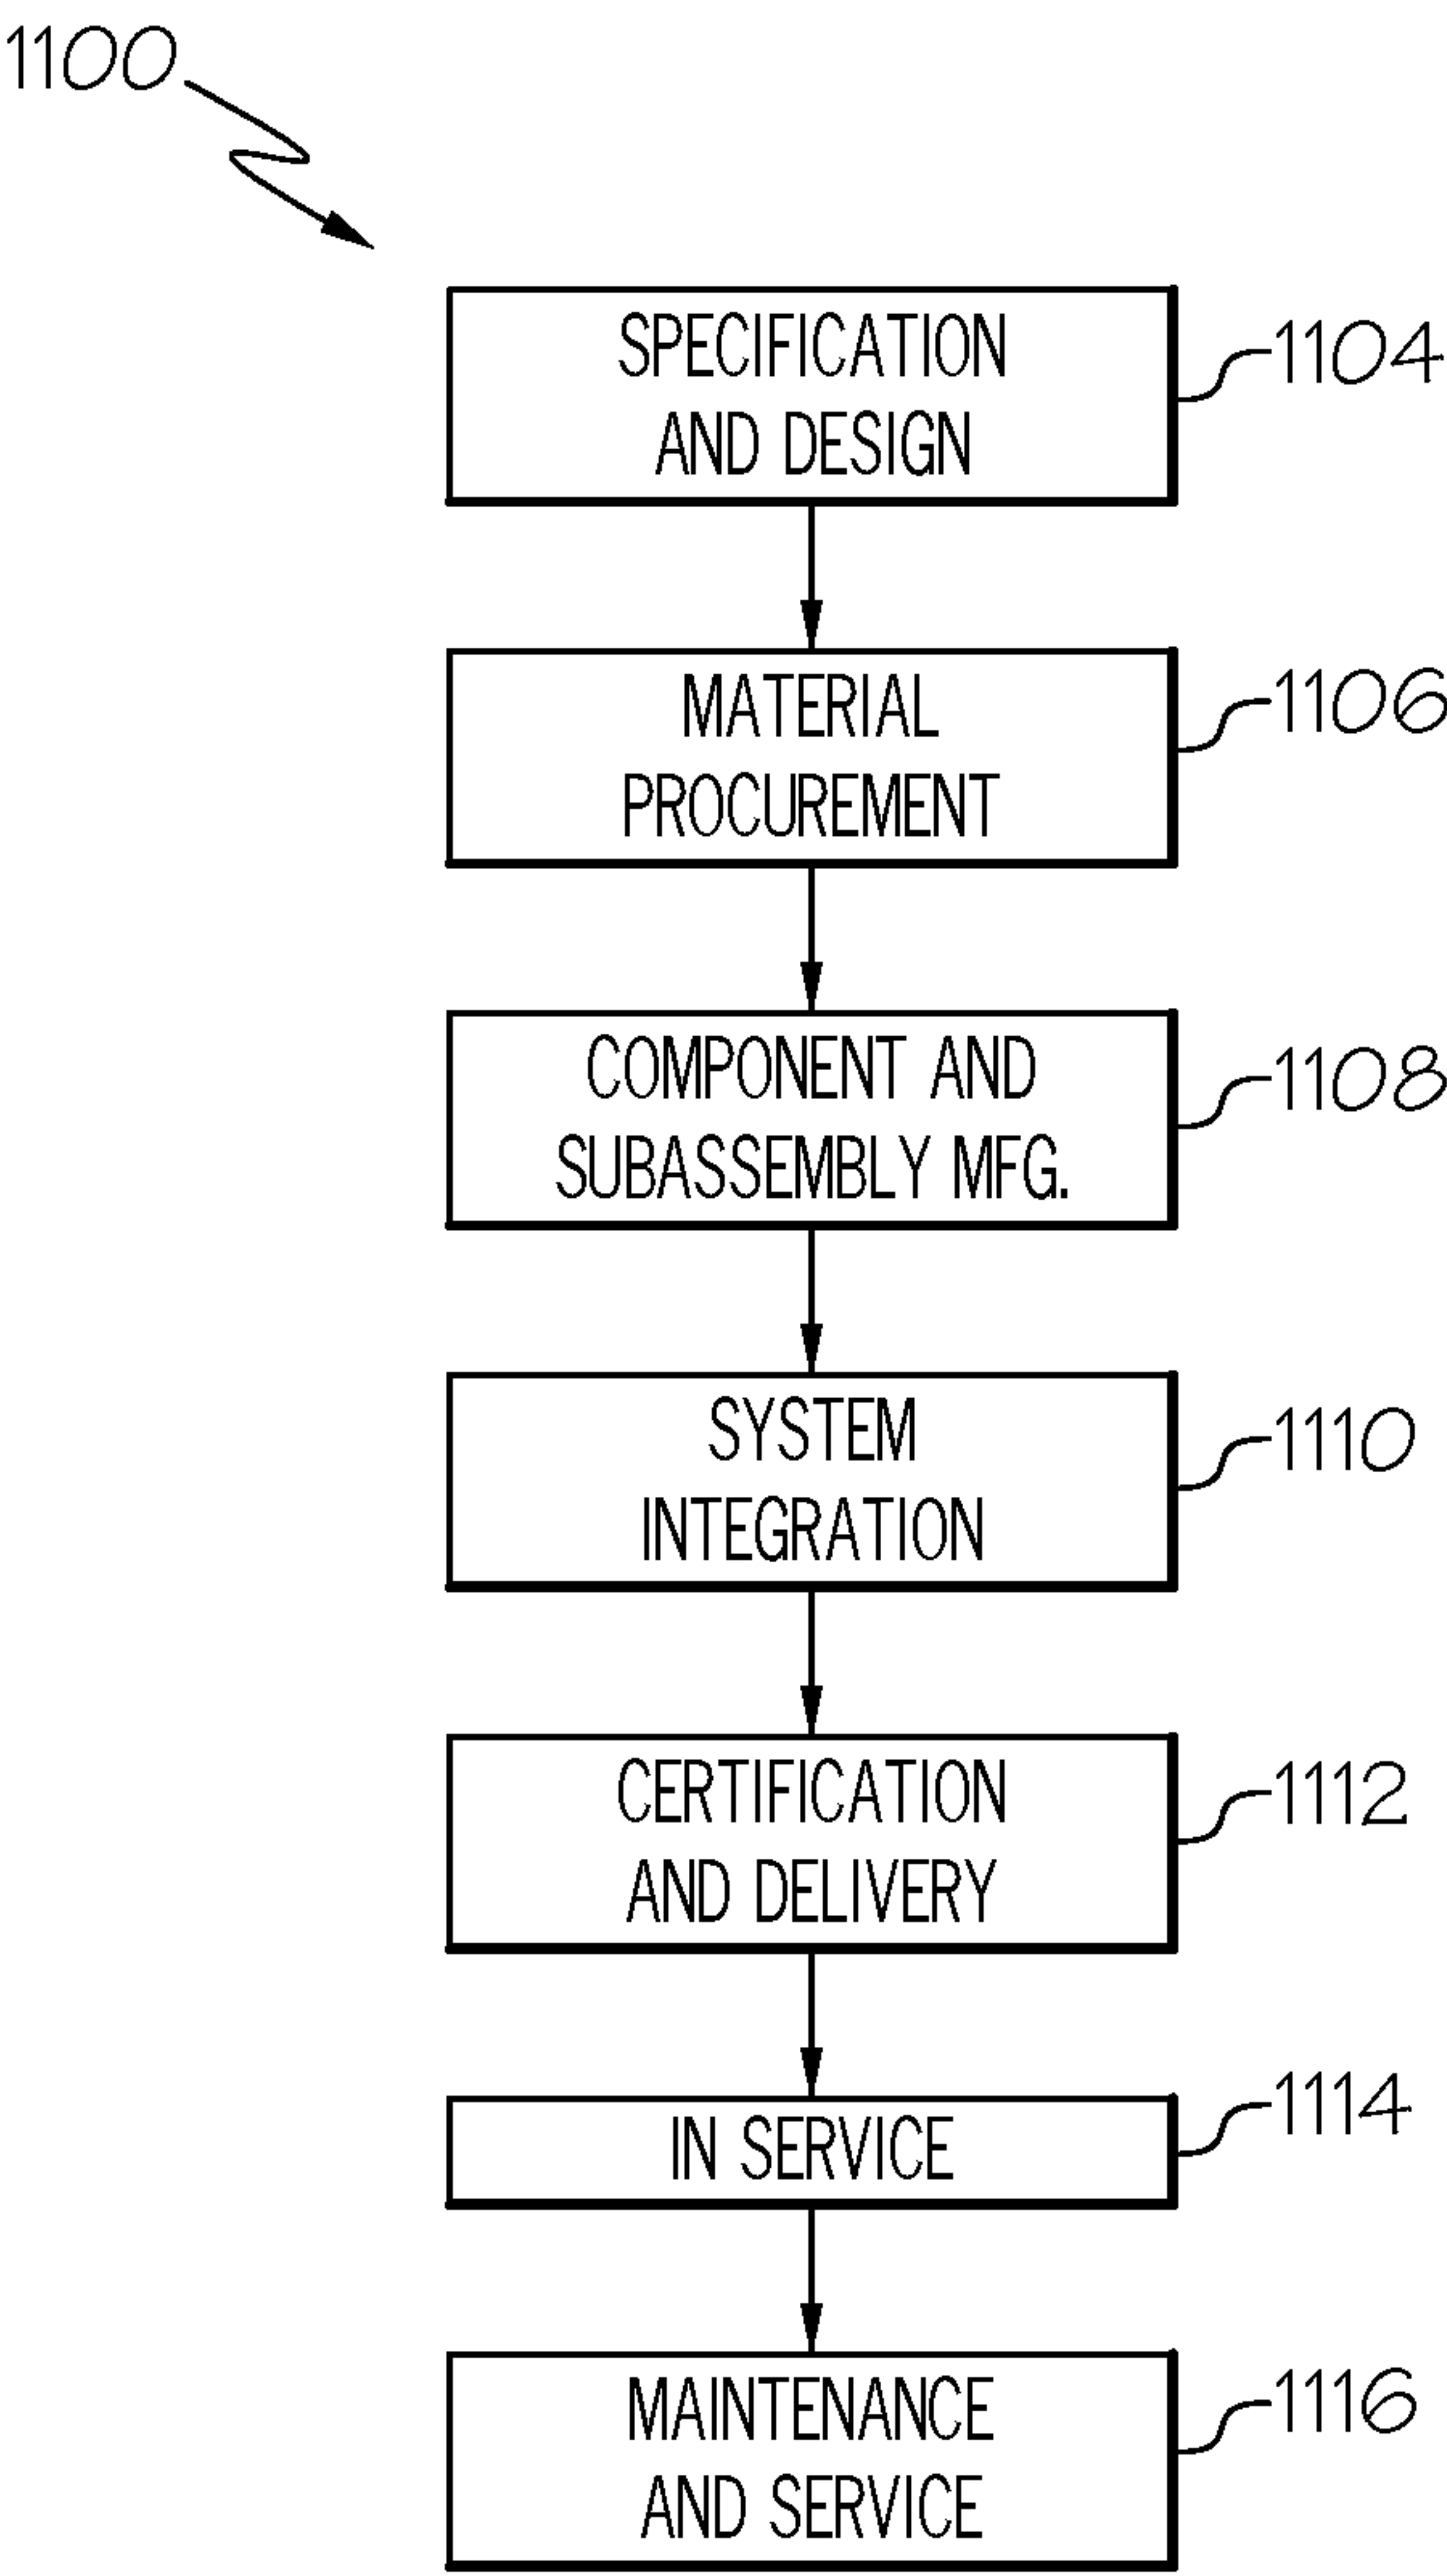 1100
SPECIFICATION
AND DESIGN
1104
MATERIAL
PROCUREMENT
1106
COMPONENT AND
SUBASSEMBLY MFG.
1108
SYSTEM
INTEGRATION
1110
CERTIFICATION
AND DELIVERY
1112
IN SERVICE
1114
MAINTENANCE
AND SERVICE
1116